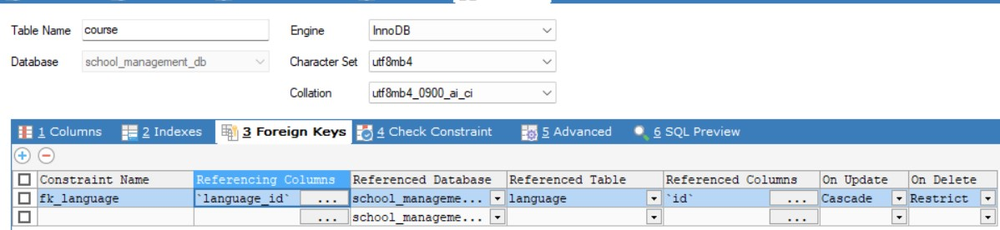 Table Name course Engine InnoDB
Database school_management_db Character Set utf8mb4
Collation utf8mb4_0900_ai_ci
1 Columns 2 Indexes 3 Foreign Keys 4 Check Constraint 5 Advanced 6 SQL Preview
Constraint Name Referencing Columns Referenced Database Referenced Table Referenced Columns On Update On Delete
fk_language `language_id` ... school_manageme... language `id` ... Cascade Restrict
... school_manageme... ...